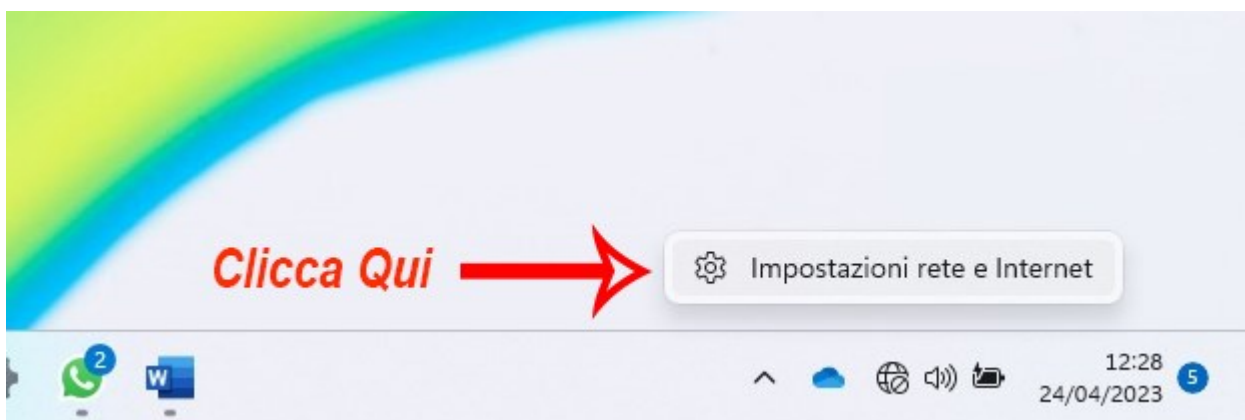 Clicca Qui
Impostazioni rete e Internet
2
W
12:28
24/04/2023
5